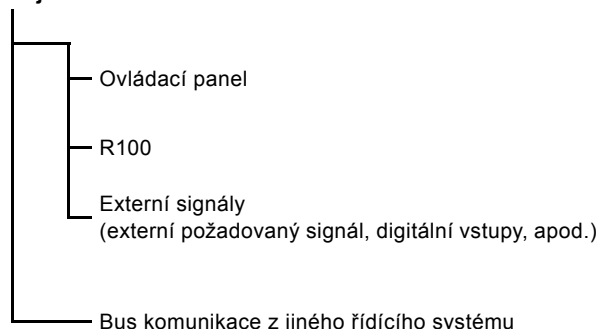 Ovládací panel
R100
Externí signály
(externí požadovaný signál, digitální vstupy, apod.)
Bus komunikace z jiného řídícího systému